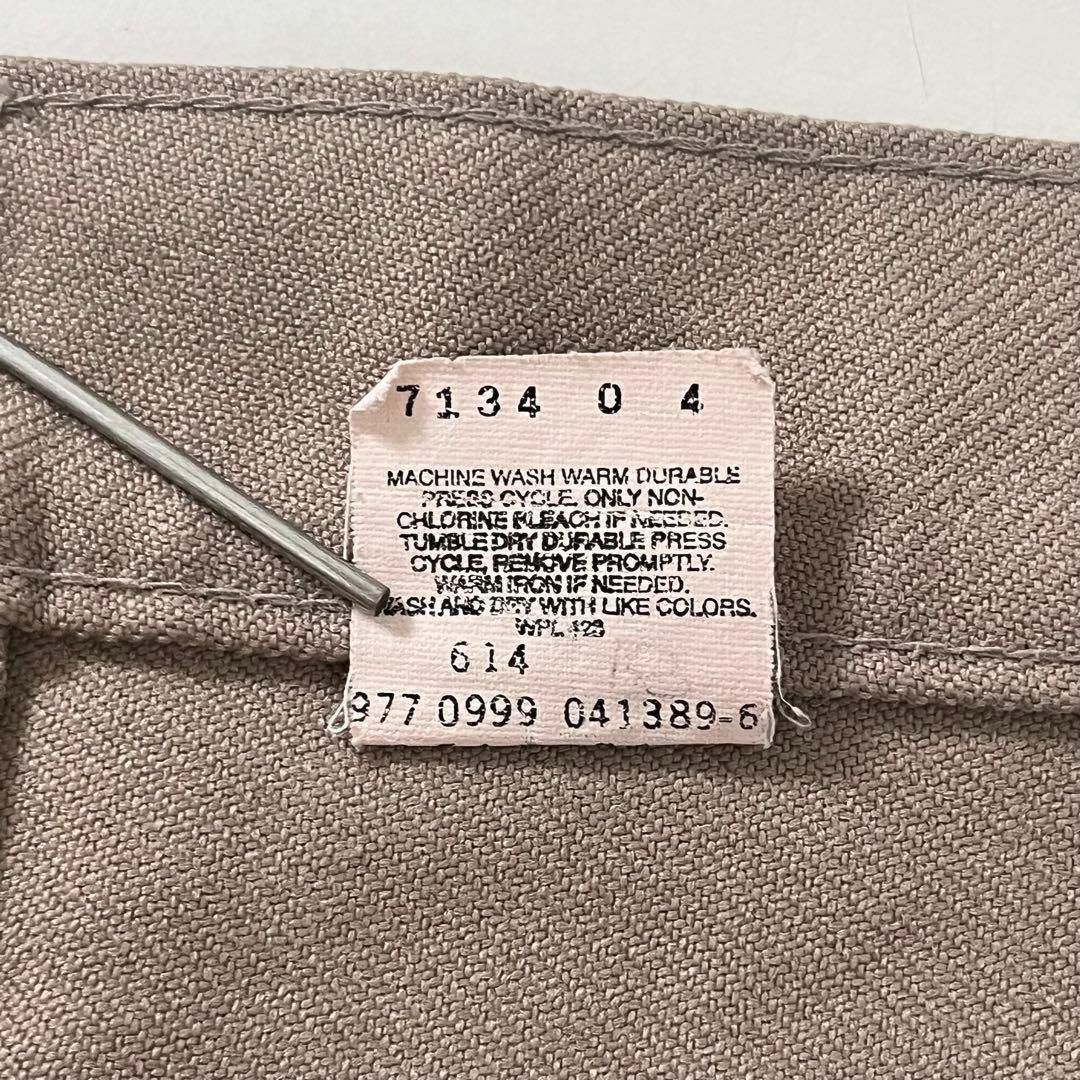 7134 0 4
MACHINE WASH WARM DURABLE
PRESS CYCLE. ONLY NON-
CHLORINE BLEACH IF NEEDED.
TUMBLE DRY DURABLE PRESS
CYCLE, REMOVE PROMPTLY.
WARM IRON IF NEEDED.
WASH AND DRY WITH LIKE COLORS.
WPL 423
614
977 0999 041389-6